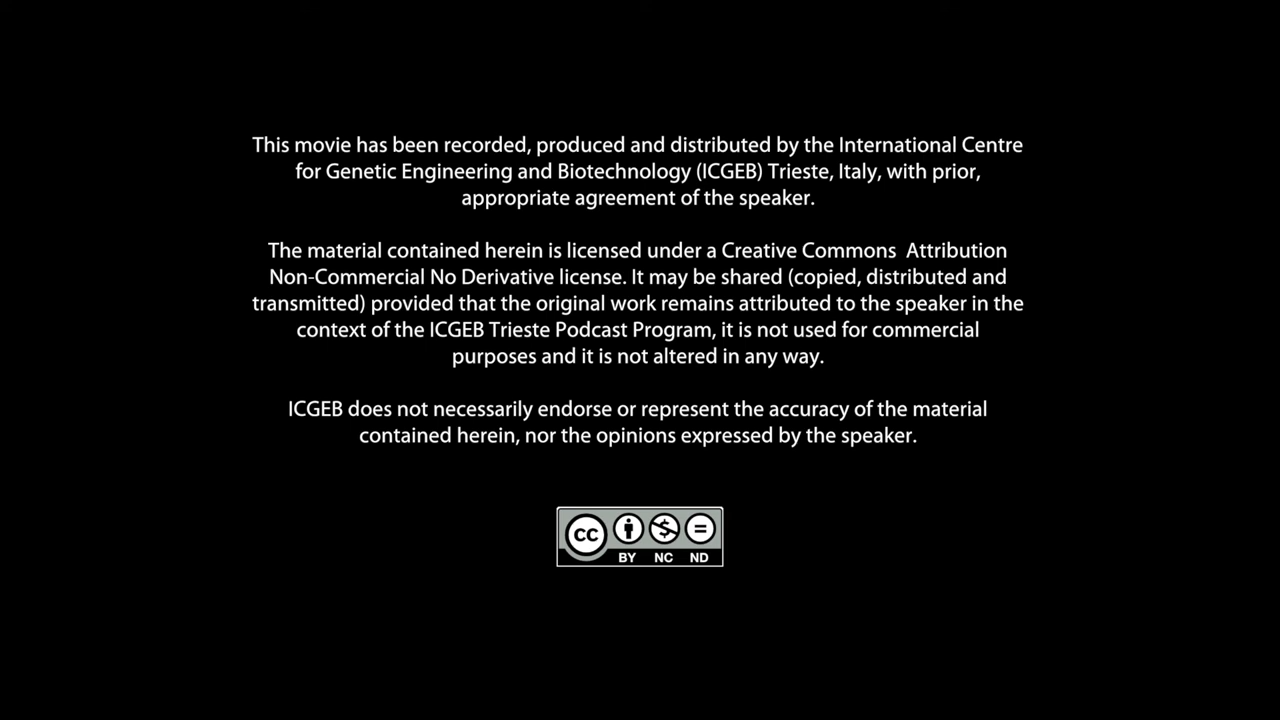 This movie has been recorded, produced and distributed by the International Centre
for Genetic Engineering and Biotechnology (ICGEB) Trieste, Italy, with prior,
appropriate agreement of the speaker.
The material contained herein is licensed under a Creative Commons  Attribution
Non-Commercial No Derivative license. It may be shared (copied, distributed and
transmitted) provided that the original work remains attributed to the speaker in the
context of the ICGEB Trieste Podcast Program, it is not used for commercial
purposes and it is not altered in any way.
ICGEB does not necessarily endorse or represent the accuracy of the material
contained herein, nor the opinions expressed by the speaker.
CC
BY NC ND